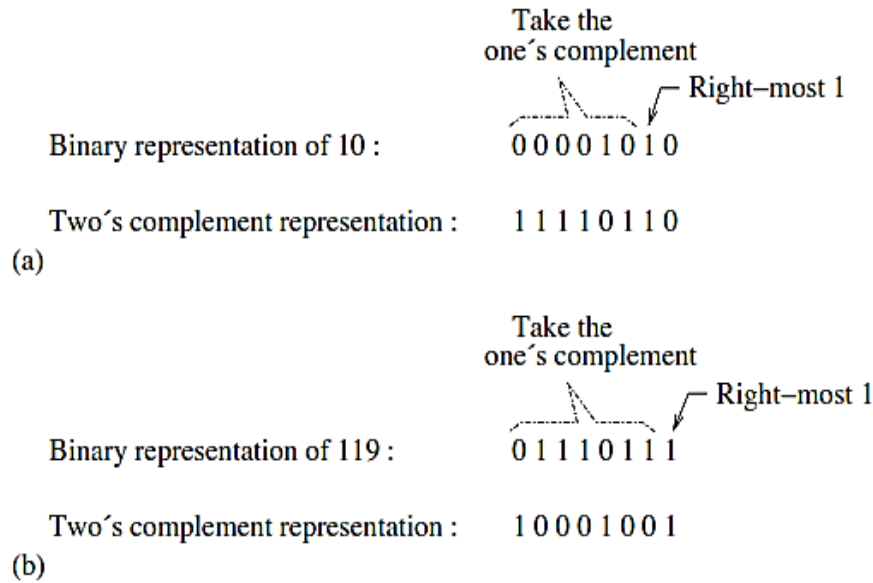 Take the
one´s complement
Right–most 1
Binary representation of 10 : 0 0 0 0 1 0 1 0
Two´s complement representation : 1 1 1 1 0 1 1 0
(a)
Take the
one´s complement
Right–most 1
Binary representation of 119 : 0 1 1 1 0 1 1 1
Two´s complement representation : 1 0 0 0 1 0 0 1
(b)